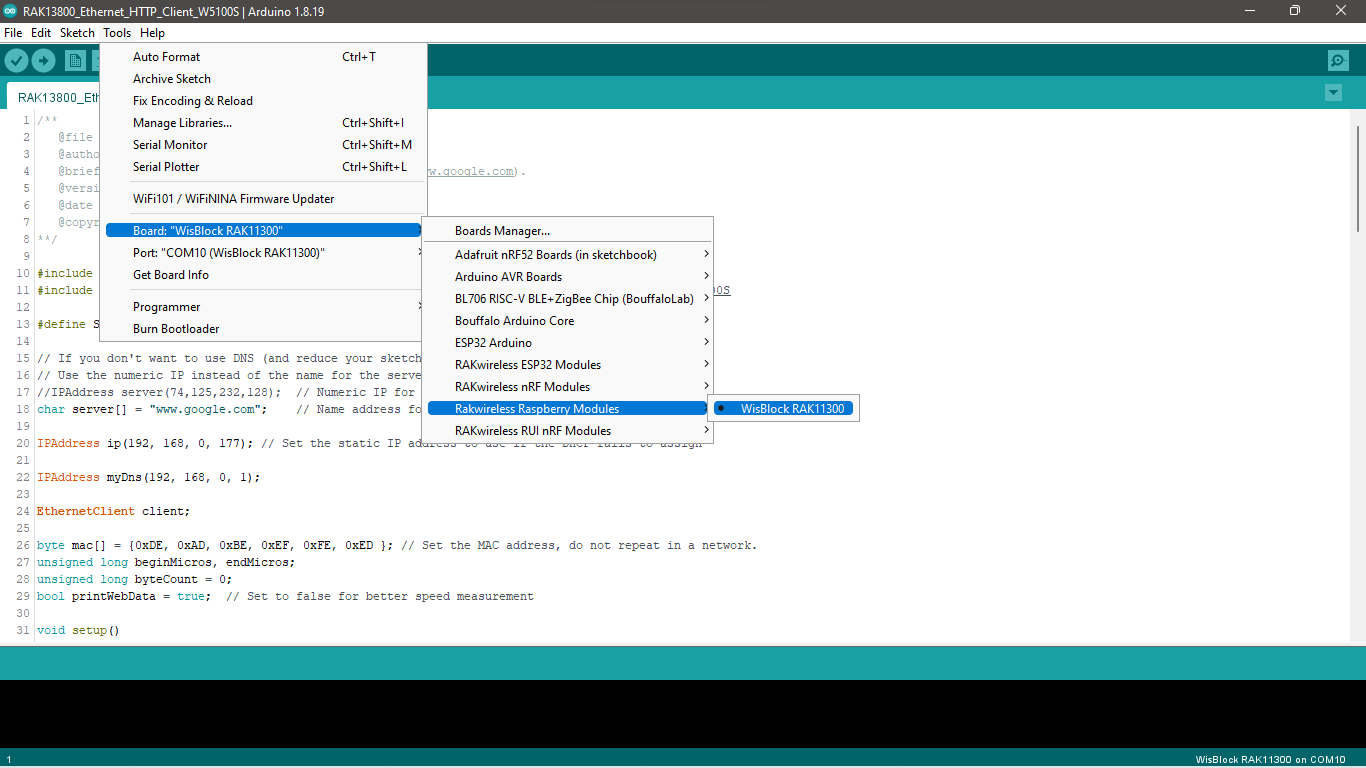 RAK13800_Ethernet_HTTP_Client_W5100S | Arduino 1.8.19
File Edit Sketch Tools Help
RAK13800_Eth
Auto Format Ctrl+T
Archive Sketch
Fix Encoding & Reload
Manage Libraries... Ctrl+Shift+I
Serial Monitor Ctrl+Shift+M
Serial Plotter Ctrl+Shift+L
WiFi101 / WiFiNINA Firmware Updater
Board: "WisBlock RAK11300"
Port: "COM10 (WisBlock RAK11300)"
Get Board Info
Programmer
Burn Bootloader
Boards Manager...
Adafruit nRF52 Boards (in sketchbook)
Arduino AVR Boards
BL706 RISC-V BLE+ZigBee Chip (BouffaloLab)
Bouffalo Arduino Core
ESP32 Arduino
RAKwireless ESP32 Modules
RAKwireless nRF Modules
Rakwireless Raspberry Modules
RAKwireless RUI nRF Modules
WisBlock RAK11300
1 /**
2 @file
3 @autho
4 @brief w.google.com).
5 @versi
6 @date
7 @copyr
8 **/
9
10 #include
11 #include 00S
12
13 #define S
14
15 // If you don't want to use DNS (and reduce your sketch
16 // Use the numeric IP instead of the name for the serve
17 //IPAddress server(74,125,232,128); // Numeric IP for
18 char server[] = "www.google.com"; // Name address fo
19
20 IPAddress ip(192, 168, 0, 177); // Set the static IP address to use if the DHCP fails to assign
21
22 IPAddress myDns(192, 168, 0, 1);
23
24 EthernetClient client;
25
26 byte mac[] = {0xDE, 0xAD, 0xBE, 0xEF, 0xFE, 0xED }; // Set the MAC address, do not repeat in a network.
27 unsigned long beginMicros, endMicros;
28 unsigned long byteCount = 0;
29 bool printWebData = true; // Set to false for better speed measurement
30
31 void setup()
1 WisBlock RAK11300 on COM10